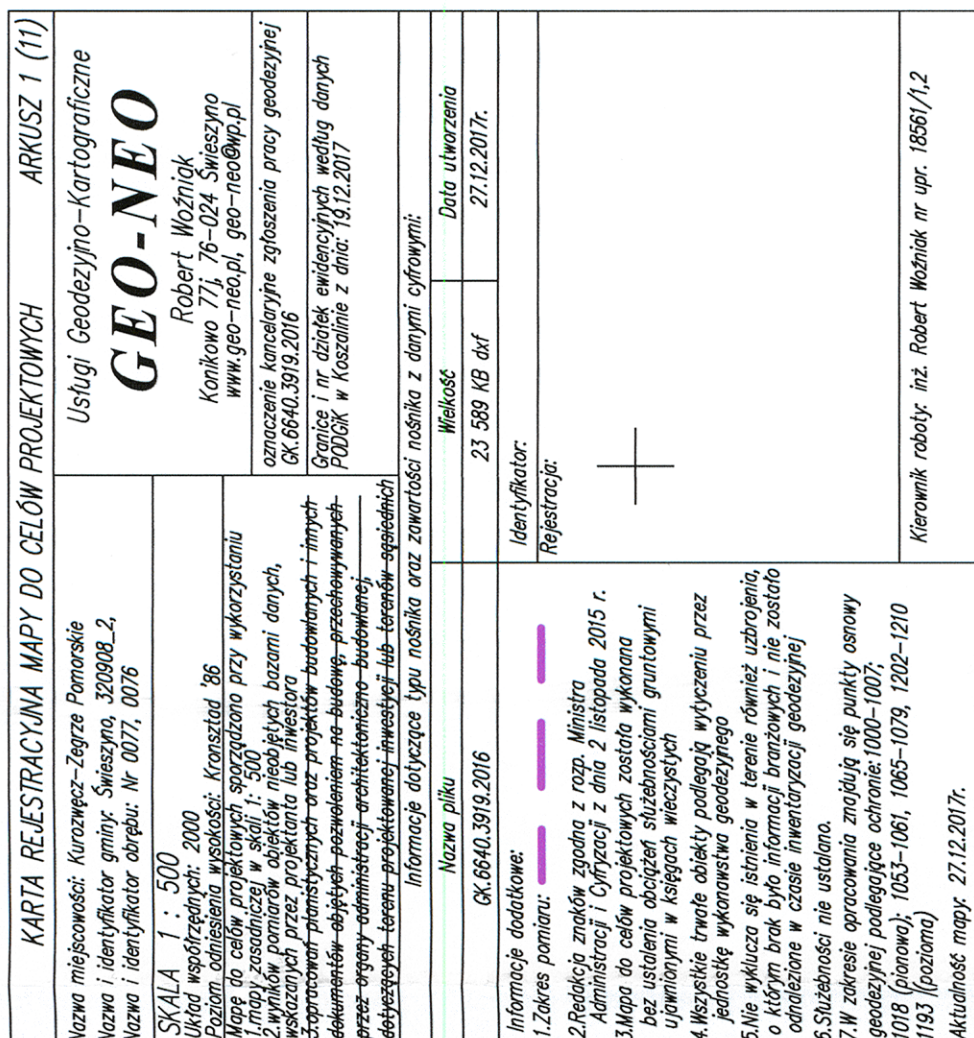 KARTA REJESTRACYJNA MAPY DO CELÓW PROJEKTOWYCH ARKUSZ 1 (11)
Nazwa miejscowości: Kurozwęcz-Zegrze Pomorskie
Nazwa i identyfikator gminy: Świeszyno, 320908_2,
Nazwa i identyfikator obrębu: Nr 0077, 0076
SKALA 1 : 500
Układ współrzędnych: 2000
Poziom odniesienia wysokości: Kronsztad '86
Mapę do celów projektowych sporządzono przy wykorzystaniu
1.mapy zasadniczej w skali 1: 500
2.wyników pomiarów obiektów nieobjętych bazami danych,
wskazanych przez projektanta lub inwestora
3.opracowań planistycznych oraz projektów budowlanych i innych
dokumentów objętych pozwoleniem na budowę, przechowywanych
przez organy administracji architektoniczno budowlanej,
dotyczących terenu projektowanej inwestycji lub terenów sąsiednich
Usługi Geodezyjno-Kartograficzne
GEO-NEO
Robert Woźniak
Konikowo 77j, 76-024 Świeszyno
www.geo-neo.pl, geo-neo@wp.pl
oznaczenie kancelaryjne zgłoszenia pracy geodezyjnej
GK.6640.3919.2016
Granice i nr działek ewidencyjnych według danych
PODGiK w Koszalinie z dnia: 19.12.2017
Informacje dotyczące typu nośnika oraz zawartości nośnika z danymi cyfrowymi:
Nazwa pliku Wielkość Data utworzenia
GK.6640.3919.2016 23 589 KB dxf 27.12.2017r.
Informacje dodatkowe:
1.Zakres pomiaru:
2.Redakcja znaków zgodna z rozp. Ministra
Administracji i Cyfryzacji z dnia 2 listopada 2015 r.
3.Mapa do celów projektowych została wykonana
bez ustalenia obciążeń służebnościami gruntowymi
ujawnionymi w księgach wieczystych
4.Wszystkie trwałe obiekty podlegają wytyczeniu przez
jednostkę wykonawstwa geodezyjnego
5.Nie wyklucza się istnienia w terenie również uzbrojenia,
o którym brak było informacji branżowych i nie zostało
odnalezione w czasie inwentaryzacji geodezyjnej
6.Służebności nie ustalano.
7.W zakresie opracowania znajdują się punkty osnowy
geodezyjnej podlegające ochronie:1000-1007;
1018 (pionowa); 1053-1061, 1065-1079, 1202-1210
1193 (pozioma)
Aktualność mapy: 27.12.2017r.
Identyfikator:
Rejestracja:
Kierownik roboty: inż. Robert Woźniak nr upr. 18561/1,2